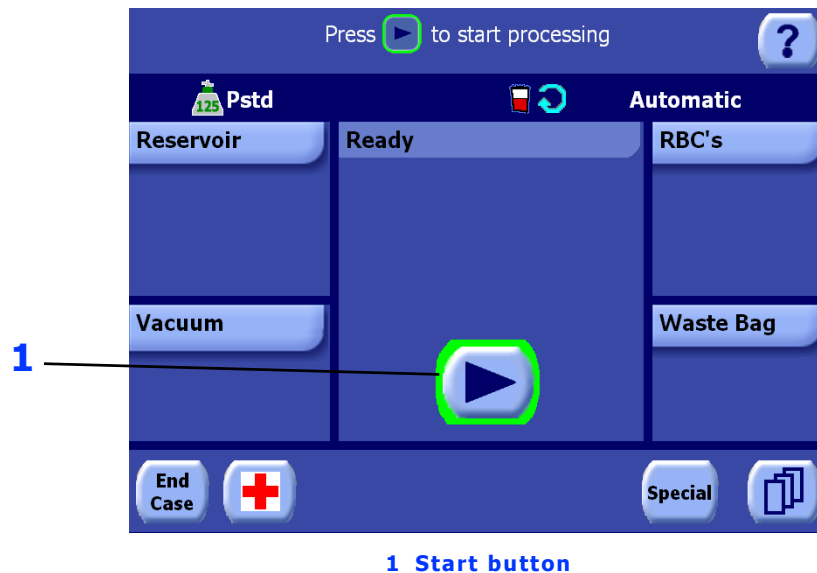 Press to start processing
?
125 Pstd Automatic
Reservoir Ready RBC's
Vacuum Waste Bag
1
End
Case
Special
1 Start button